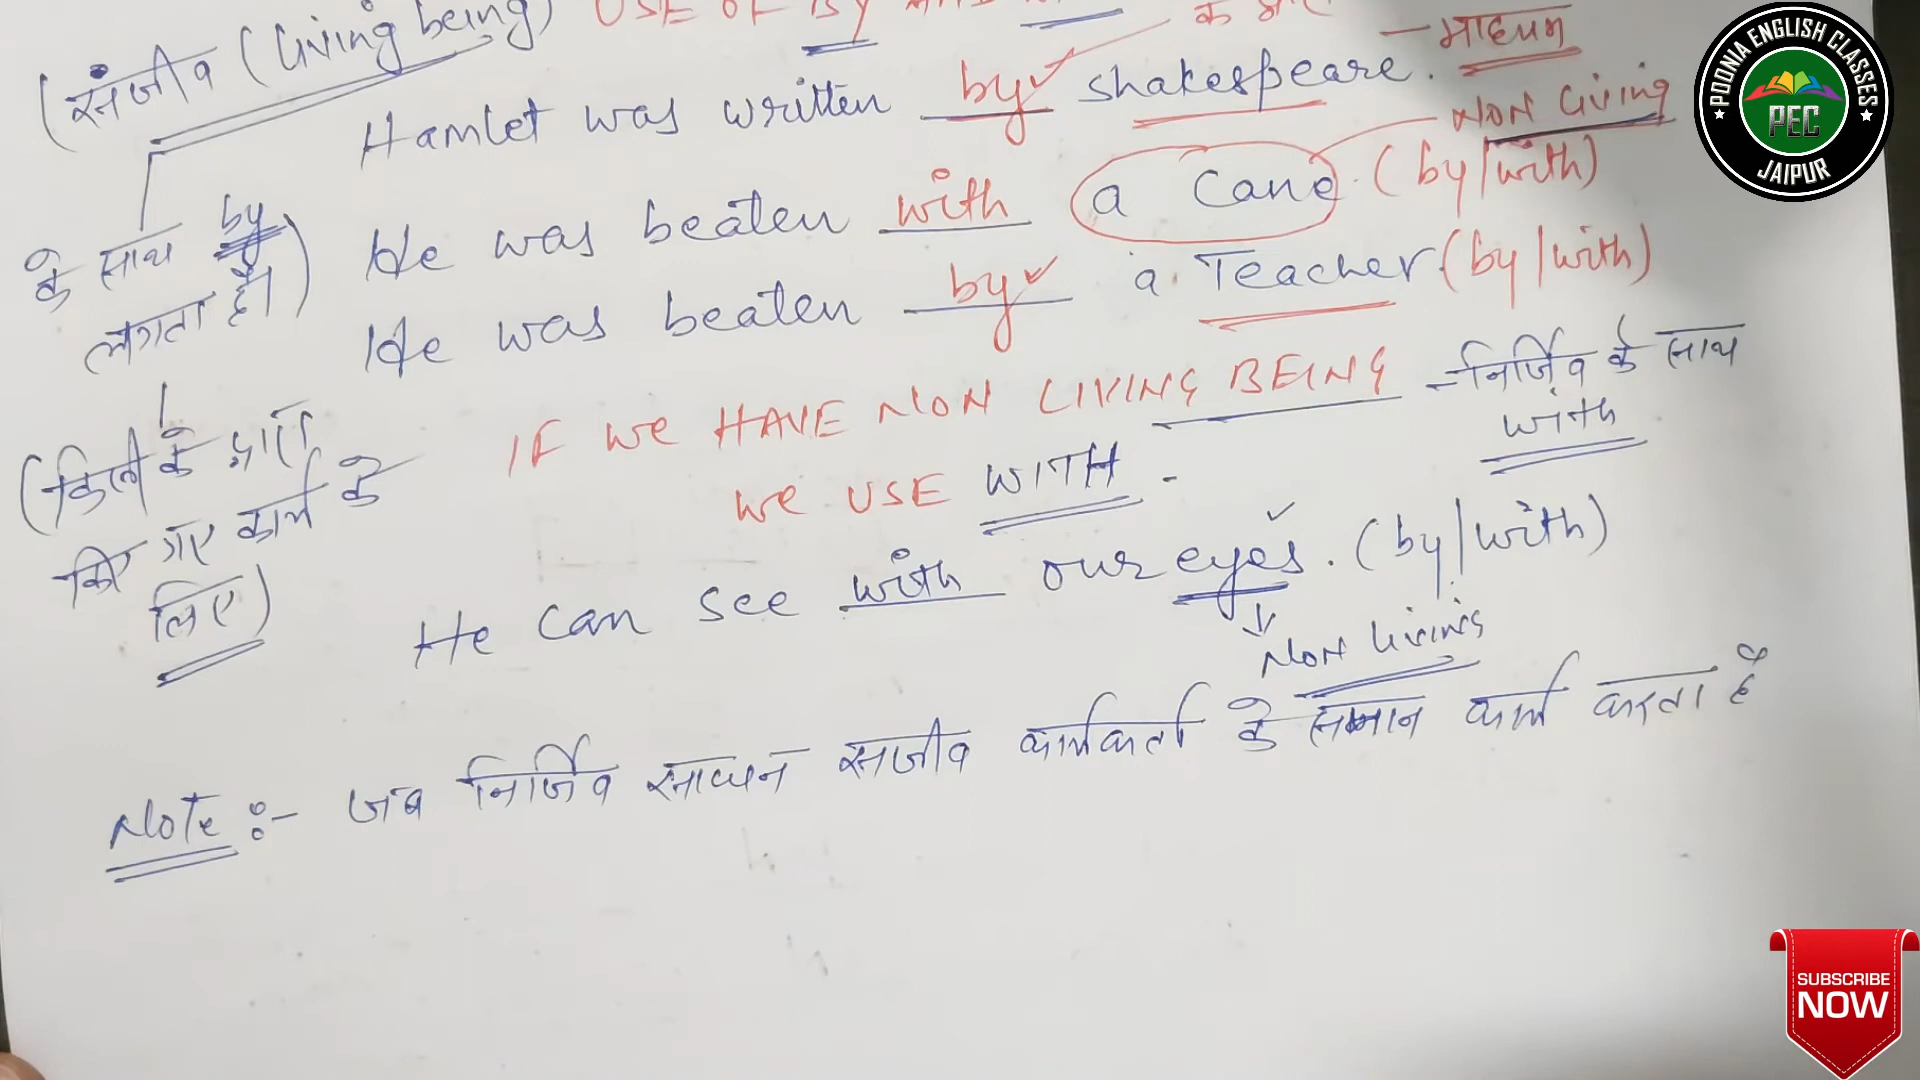 (सजीव (Living being) USE OF BY
के द्वारा
– माध्यम
Hamlet was written by shakespeare.
NON Living
He was beaten with a Cane. (by/with)
के साथ by
लगता है।)
He was beaten by a Teacher. (by/with)
(किसी के द्वारा
किए गए कार्य के
लिए)
IF we HAVE NON LIVING BEING = निर्जिव के साथ
with
we USE WITH.
He can see with our eyes. (by/with)
NON Living
Note :- जब निर्जिव साधन सजीव कार्यकर्ता के समान कार्य करता है
POONIA ENGLISH CLASSES
PEC
JAIPUR
SUBSCRIBE
NOW